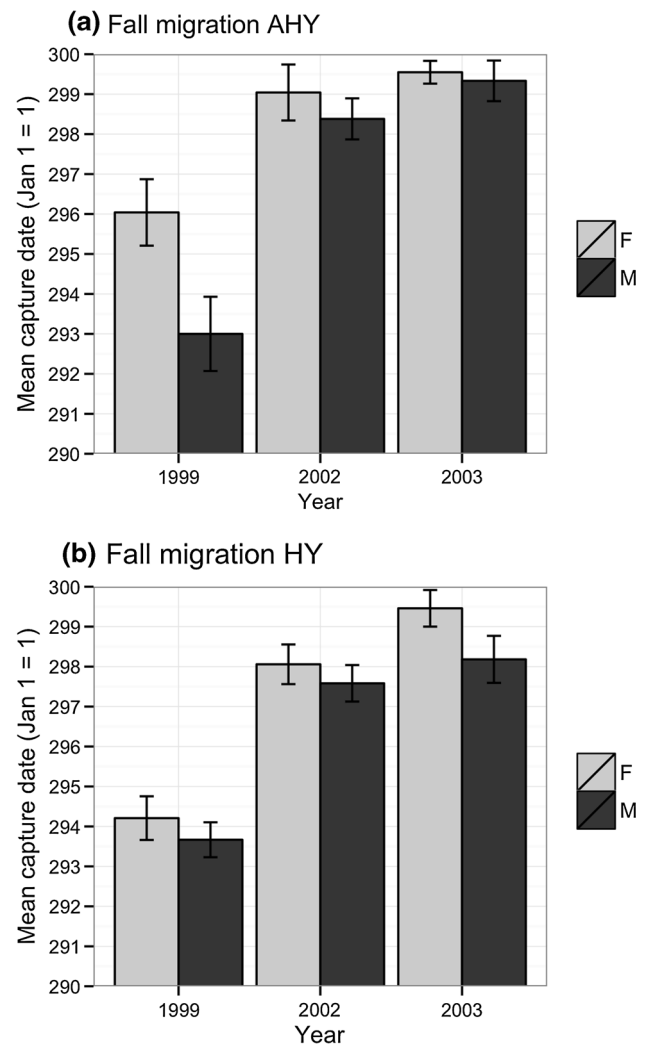 (a) Fall migration AHY
Mean capture date (Jan 1 = 1)
300
299
298
297
296
295
294
293
292
291
290
1999 2002 2003
Year
F
M
(b) Fall migration HY
Mean capture date (Jan 1 = 1)
300
299
298
297
296
295
294
293
292
291
290
1999 2002 2003
Year
F
M